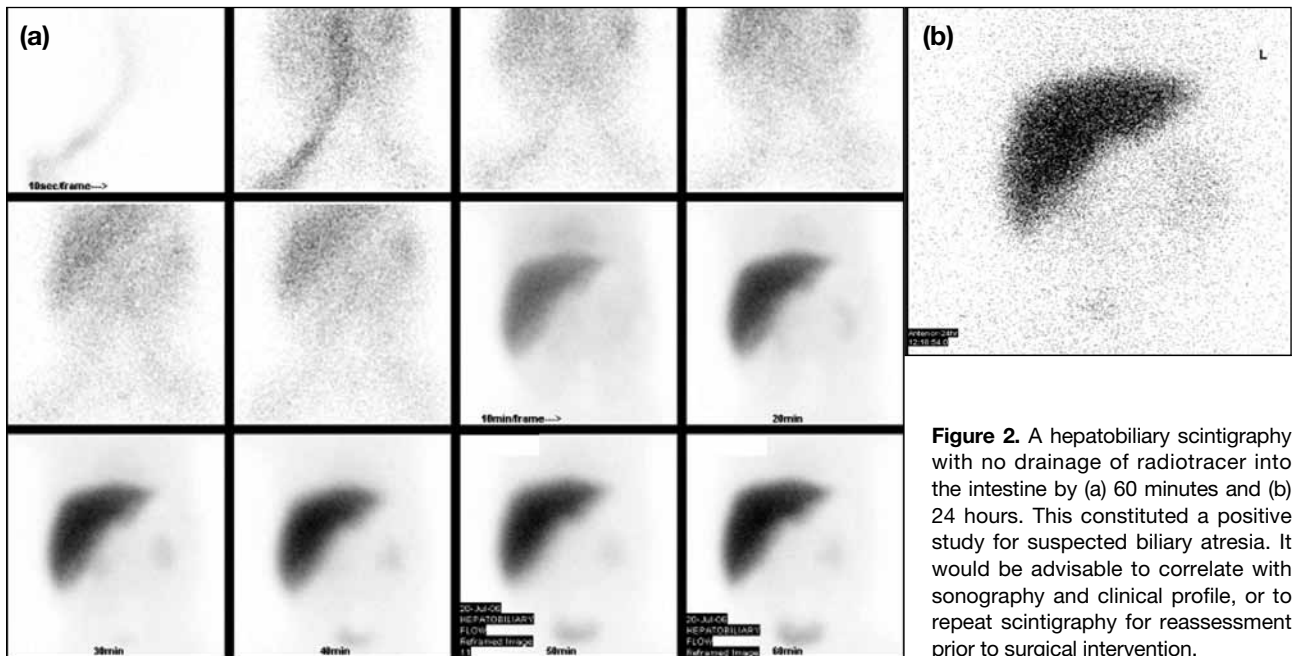 (a)
10sec/frame--->
10min/frame--->
20min
30min
40min
20-Jul-06
HEPATOBILIARY
FLOW
Reframed Image
11
50min
20-Jul-06
HEPATOBILIARY
FLOW
Reframed Image
60min
(b)
L
Anterior-24hr
12:18:54.0
Figure 2. A hepatobiliary scintigraphy
with no drainage of radiotracer into
the intestine by (a) 60 minutes and (b)
24 hours. This constituted a positive
study for suspected biliary atresia. It
would be advisable to correlate with
sonography and clinical profile, or to
repeat scintigraphy for reassessment
prior to surgical intervention.